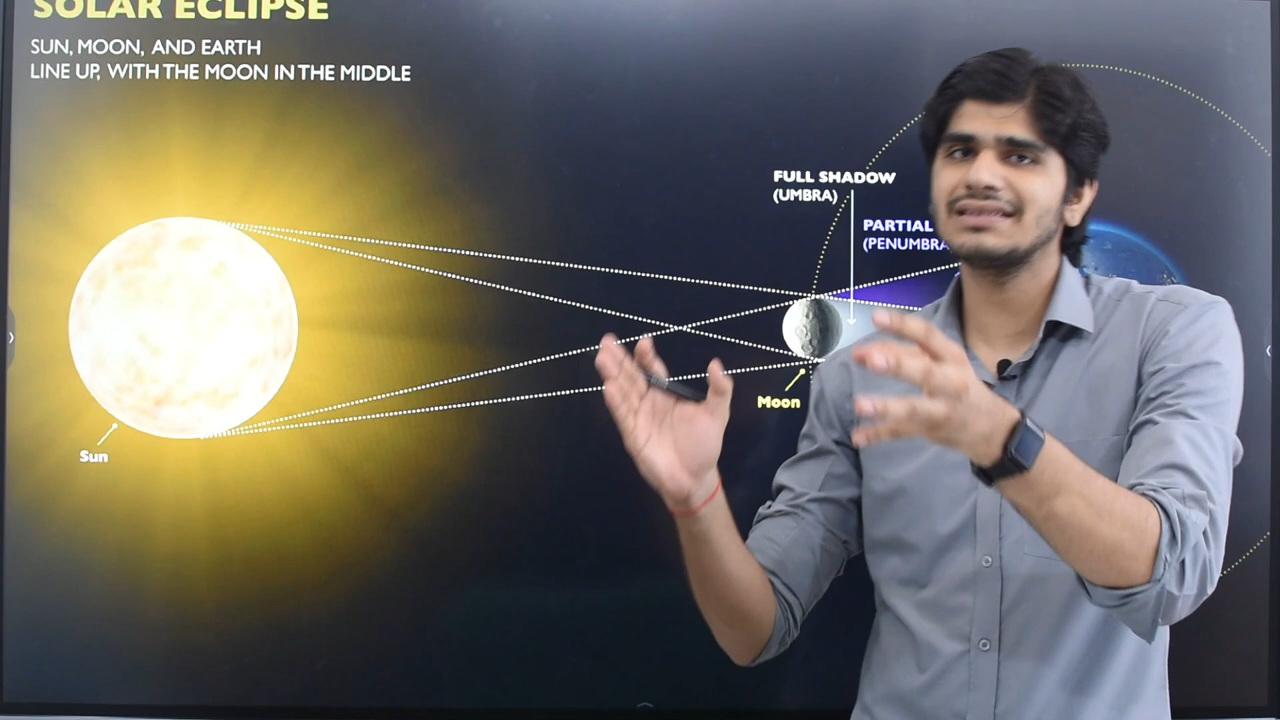 SOLAR ECLIPSE
SUN, MOON, AND EARTH
LINE UP, WITH THE MOON IN THE MIDDLE
FULL SHADOW
(UMBRA)
PARTIAL
(PENUMBRA
Moon
Sun